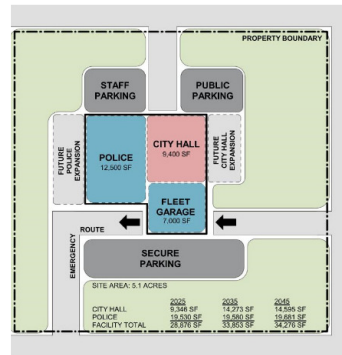 PROPERTY BOUNDARY
STAFF
PARKING
PUBLIC
PARKING
FUTURE
POLICE
EXPANSION
POLICE
12,500 SF
CITY HALL
9,400 SF
FUTURE
CITY HALL
EXPANSION
FLEET
GARAGE
7,000 SF
EMERGENCY
ROUTE
SECURE
PARKING
SITE AREA: 5.1 ACRES
2025 2035 2045
CITY HALL 9,346 SF 14,273 SF 14,595 SF
POLICE 19,530 SF 19,580 SF 19,681 SF
FACILITY TOTAL 28,876 SF 33,853 SF 34,276 SF